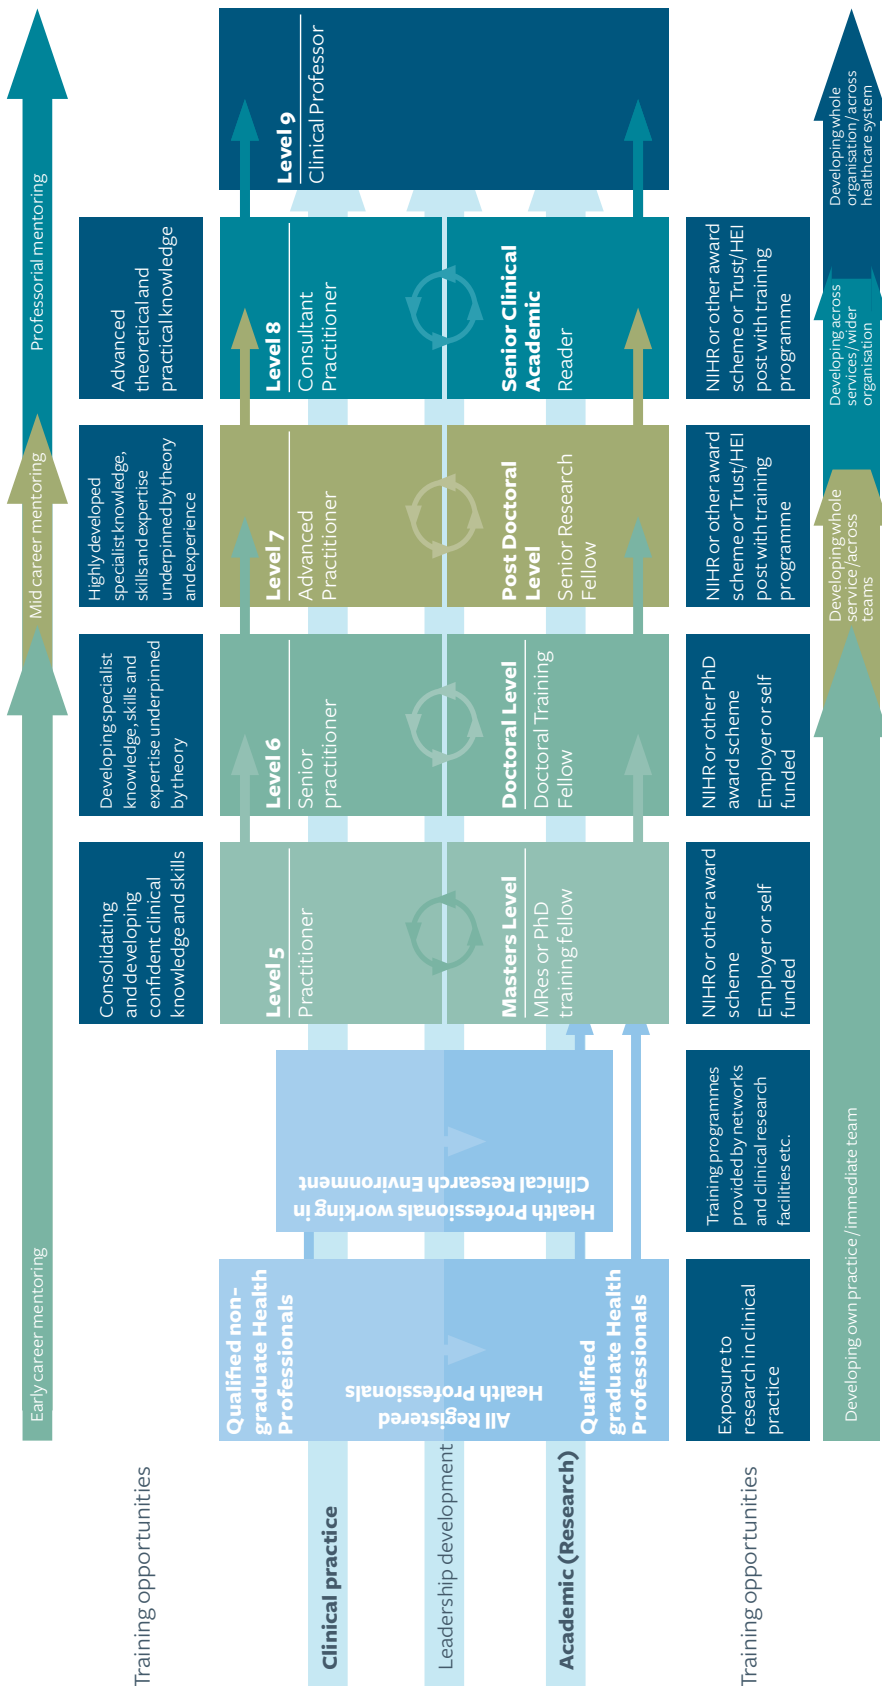 Early career mentoring
Mid career mentoring
Professorial mentoring
Training opportunities
Consolidating
and developing
confident clinical
knowledge and skills
Developing specialist
knowledge, skills and
expertise underpinned
by theory
Highly developed
specialist knowledge,
skills and expertise
underpinned by theory
and experience
Advanced
theoretical and
practical knowledge
Clinical practice
Leadership development
Academic (Research)
Qualified non-
graduate Health
Professionals
All Registered
Health Professionals
Qualified
graduate Health
Professionals
Health Professionals working in
Clinical Research Environment
Level 5
Practitioner
Masters Level
MRes or PhD
training fellow
Level 6
Senior
practitioner
Doctoral Level
Doctoral Training
Fellow
Level 7
Advanced
Practitioner
Post Doctoral
Level
Senior Research
Fellow
Level 8
Consultant
Practitioner
Senior Clinical
Academic
Reader
Level 9
Clinical Professor
Training opportunities
Exposure to
research in clinical
practice
Training programmes
provided by networks
and clinical research
facilities etc.
NIHR or other award
scheme
Employer or self
funded
NIHR or other PhD
award scheme
Employer or self
funded
NIHR or other award
scheme or Trust/HEI
post with training
programme
NIHR or other award
scheme or Trust/HEI
post with training
programme
Developing own practice/immediate team
Developing whole
service/across
teams
Developing across
services/wider
organisation
Developing whole
organisation/across
healthcare system